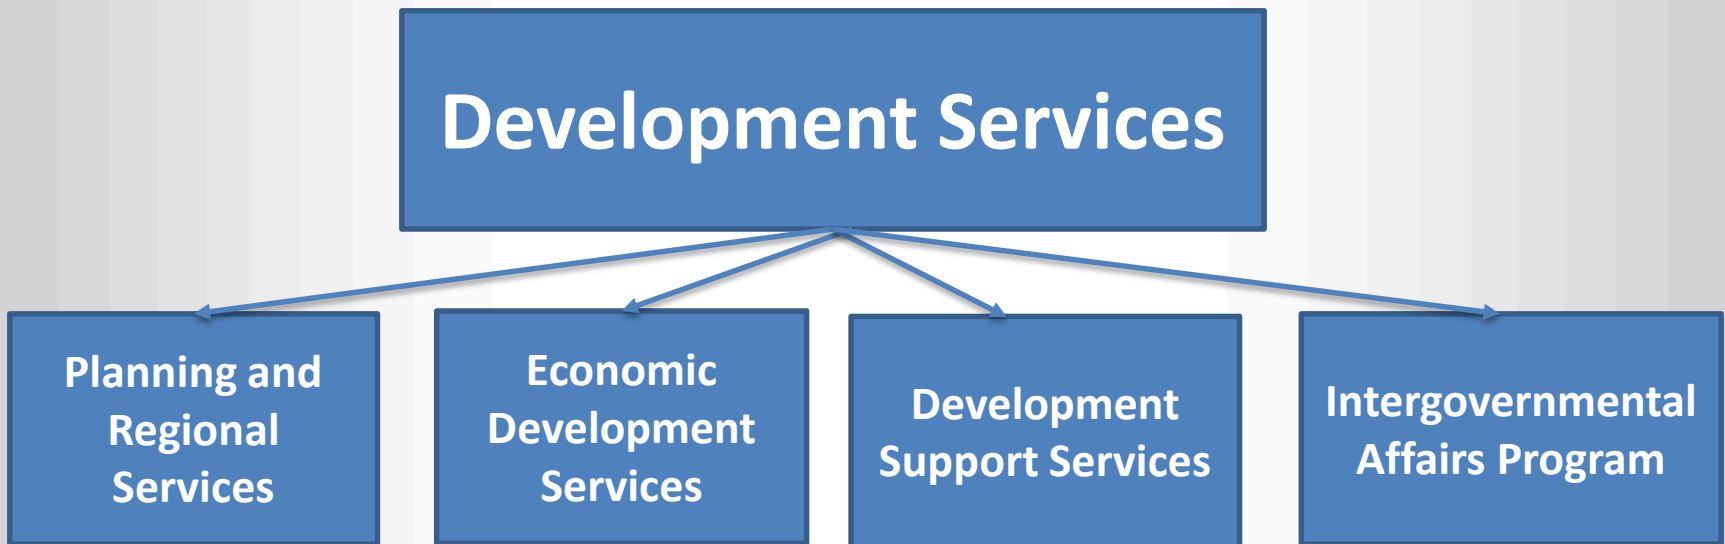 Development Services
Planning and
Regional
Services
Economic
Development
Services
Development
Support Services
Intergovernmental
Affairs Program